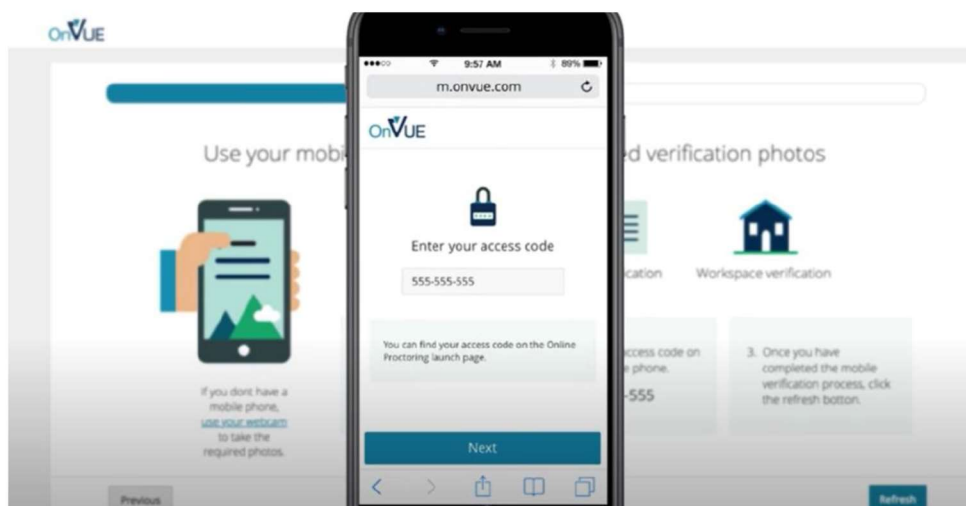 OnVUE
9:57 AM
89%
m.onvue.com
OnVUE
Use your mobi
ed verification photos
Enter your access code
555-555-555
You can find your access code on the Online
Proctoring launch page.
Next
If you dont have a
mobile phone,
use your webcam
to take the
required photos.
cation
Workspace verification
access code on
phone.
-555
3. Once you have
completed the mobile
verification process, click
the refresh botton.
Previous
Refresh